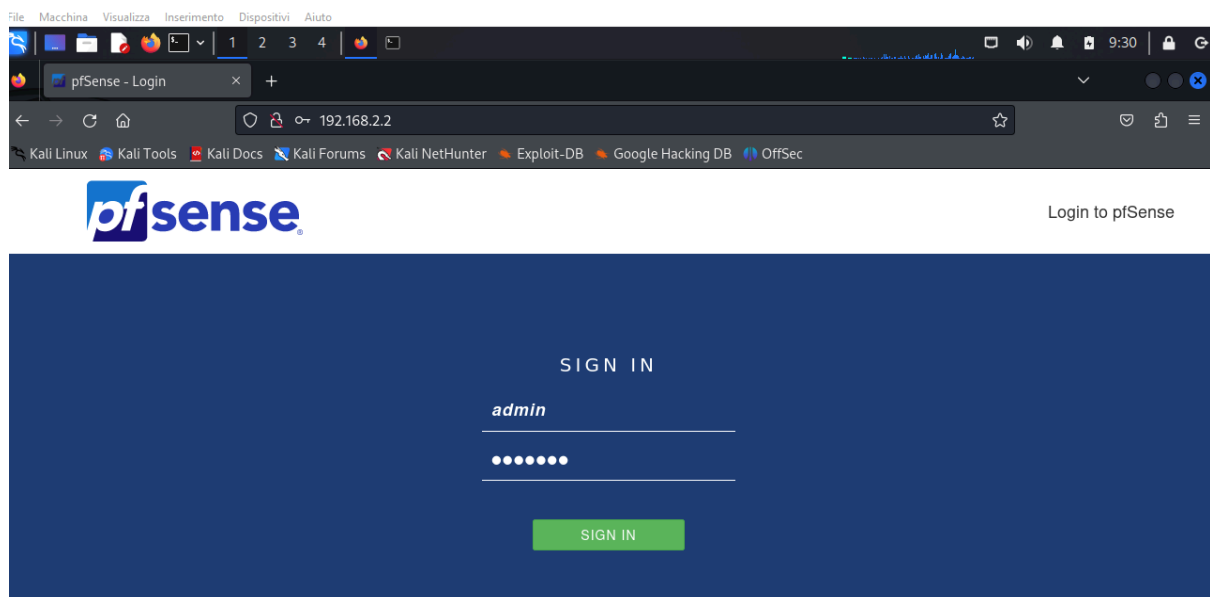 File Macchina Visualizza Inserimento Dispositivi Aiuto
1 2 3 4 9:30
pfSense - Login
192.168.2.2
Kali Linux Kali Tools Kali Docs Kali Forums Kali NetHunter Exploit-DB Google Hacking DB OffSec
pfsense®
Login to pfSense
SIGN IN
admin
•••••••
SIGN IN